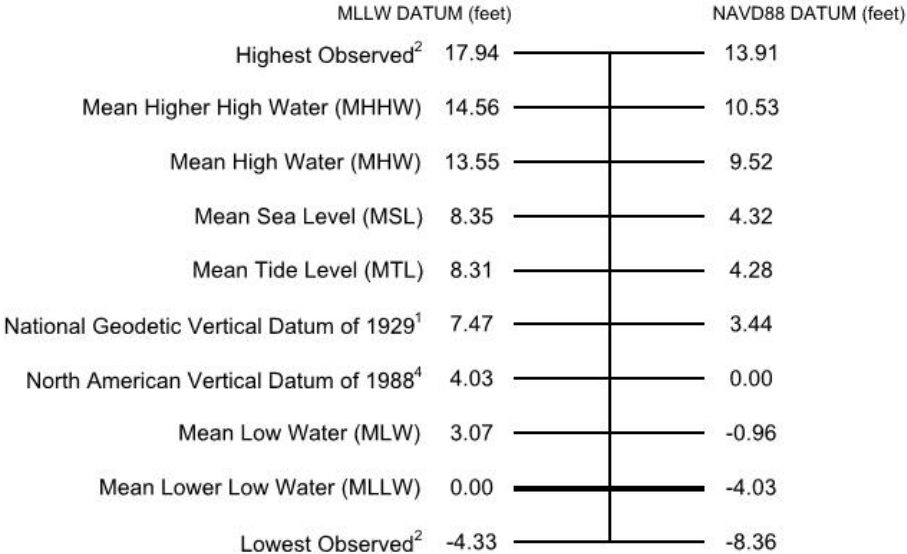 MLLW DATUM (feet) NAVD88 DATUM (feet)
Highest Observed² 17.94 13.91
Mean Higher High Water (MHHW) 14.56 10.53
Mean High Water (MHW) 13.55 9.52
Mean Sea Level (MSL) 8.35 4.32
Mean Tide Level (MTL) 8.31 4.28
National Geodetic Vertical Datum of 1929¹ 7.47 3.44
North American Vertical Datum of 1988⁴ 4.03 0.00
Mean Low Water (MLW) 3.07 -0.96
Mean Lower Low Water (MLLW) 0.00 -4.03
Lowest Observed² -4.33 -8.36